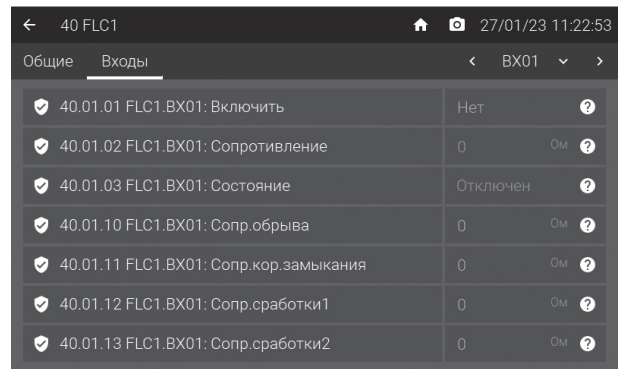 40 FLC1 27/01/23 11:22:53
Общие Входы ВХ01
40.01.01 FLC1.ВХ01: Включить Нет
40.01.02 FLC1.ВХ01: Сопротивление 0 Ом
40.01.03 FLC1.ВХ01: Состояние Отключен
40.01.10 FLC1.ВХ01: Сопр.обрыва 0 Ом
40.01.11 FLC1.ВХ01: Сопр.кор.замыкания 0 Ом
40.01.12 FLC1.ВХ01: Сопр.сработки1 0 Ом
40.01.13 FLC1.ВХ01: Сопр.сработки2 0 Ом